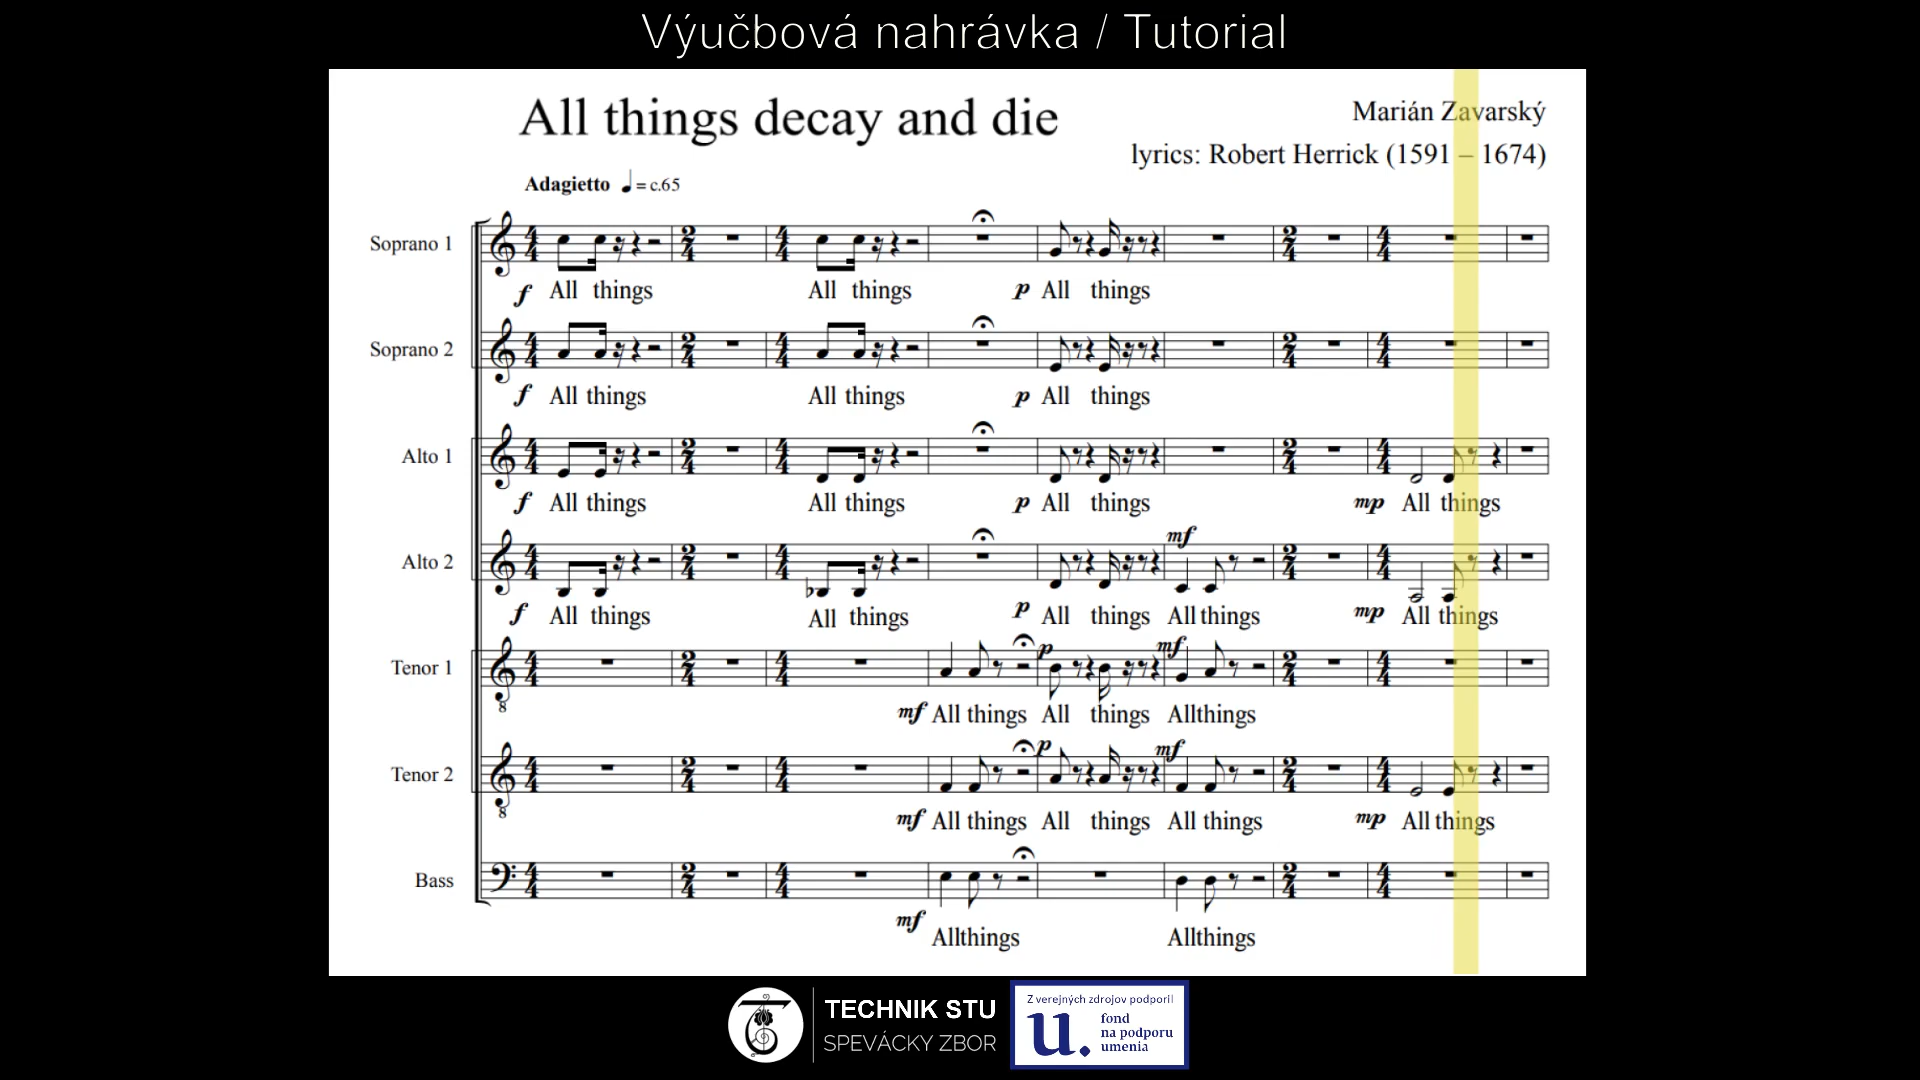 Výučbová nahrávka / Tutorial
All things decay and die
Marián Zavarský
lyrics: Robert Herrick (1591 – 1674)
Adagietto ♩ = c.65
Soprano 1
f All things All things p All things
Soprano 2
f All things All things p All things
Alto 1
f All things All things p All things mp All things
mf
Alto 2
f All things All things p All things All things mp All things
p mf
Tenor 1
8
mf All things All things Allthings
p mf
Tenor 2
8
mf All things All things All things mp All things
Bass
mf Allthings Allthings
TECHNIK STU
SPEVÁCKY ZBOR
Z verejných zdrojov podporil
u. fond
na podporu
umenia